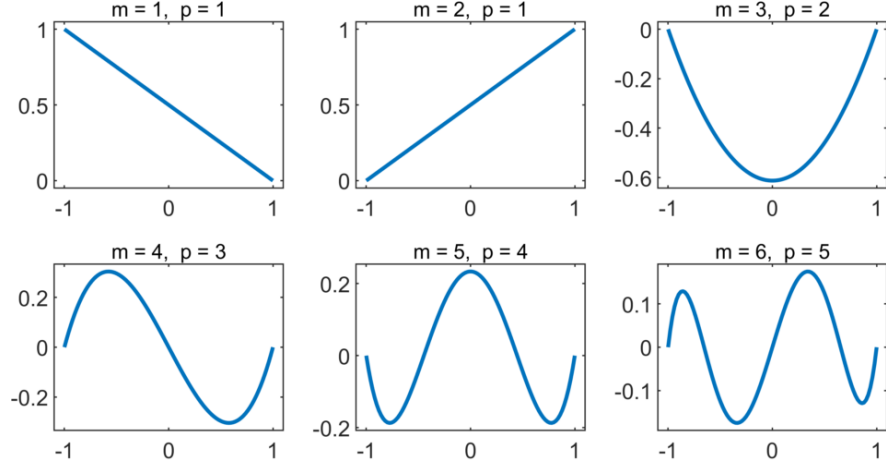 m = 1, p = 1
1
0.5
0
-1 0 1
m = 2, p = 1
1
0.5
0
-1 0 1
m = 3, p = 2
0
-0.2
-0.4
-0.6
-1 0 1
m = 4, p = 3
0.2
0
-0.2
-1 0 1
m = 5, p = 4
0.2
0
-0.2
-1 0 1
m = 6, p = 5
0.1
0
-0.1
-1 0 1